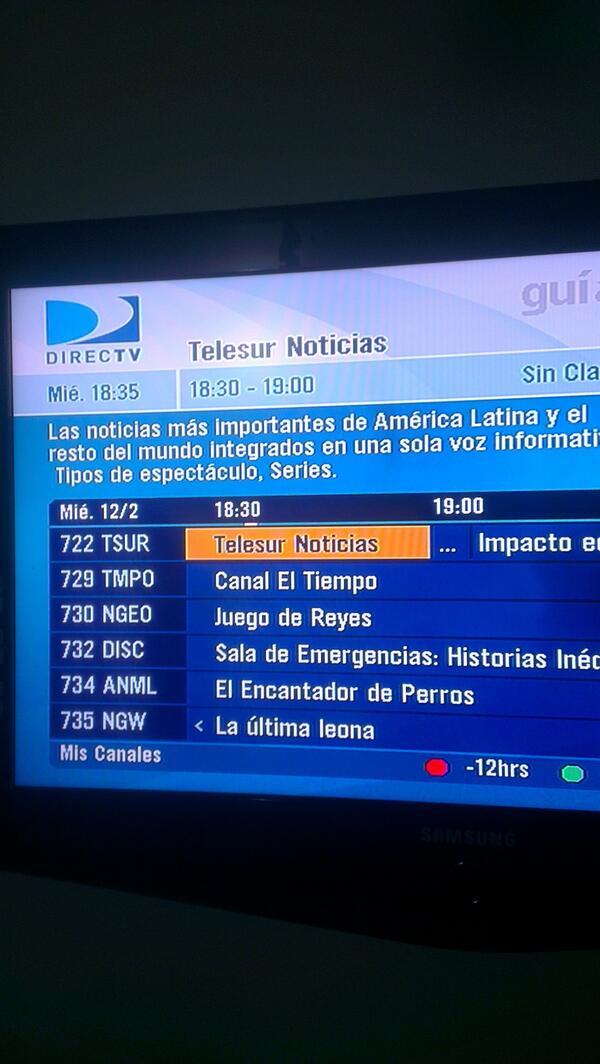 guía
DIRECTV
Telesur Noticias
Mié. 18:35
18:30 - 19:00
Sin Cla
Las noticias más importantes de América Latina y el
resto del mundo integrados en una sola voz informati
Tipos de espectáculo, Series.
Mié. 12/2 18:30 19:00
722 TSUR Telesur Noticias ... Impacto e
729 TMPO Canal El Tiempo
730 NGEO Juego de Reyes
732 DISC Sala de Emergencias: Historias Inéd
734 ANML El Encantador de Perros
735 NGW < La última leona
Mis Canales
-12hrs
SAMSUNG